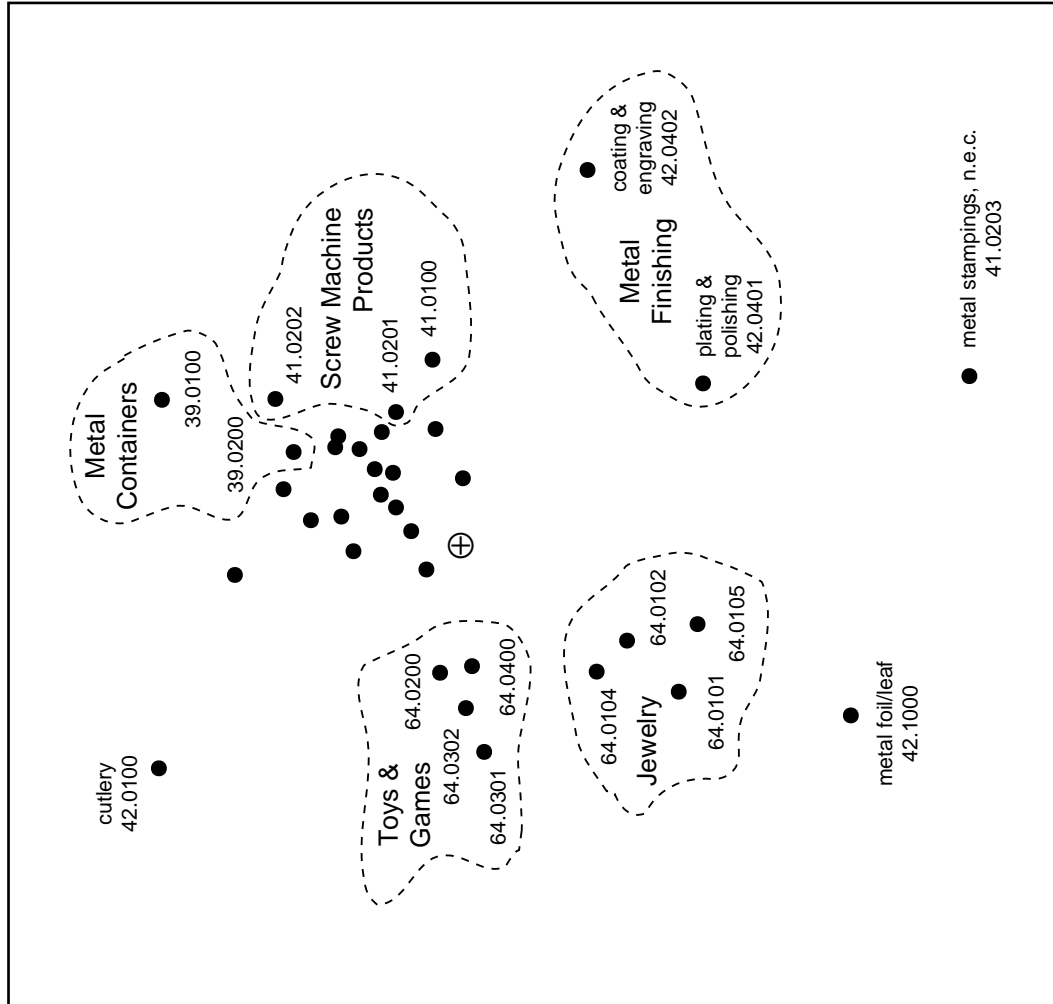 cutlery
42.0100
Metal
Containers
39.0100
39.0200
41.0202
Screw Machine
Products
41.0201
41.0100
Toys &
Games
64.0200
64.0302
64.0400
64.0301
coating &
engraving
42.0402
Metal
Finishing
plating &
polishing
42.0401
64.0104
64.0102
Jewelry
64.0101
64.0105
metal foil/leaf
42.1000
metal stampings, n.e.c.
41.0203